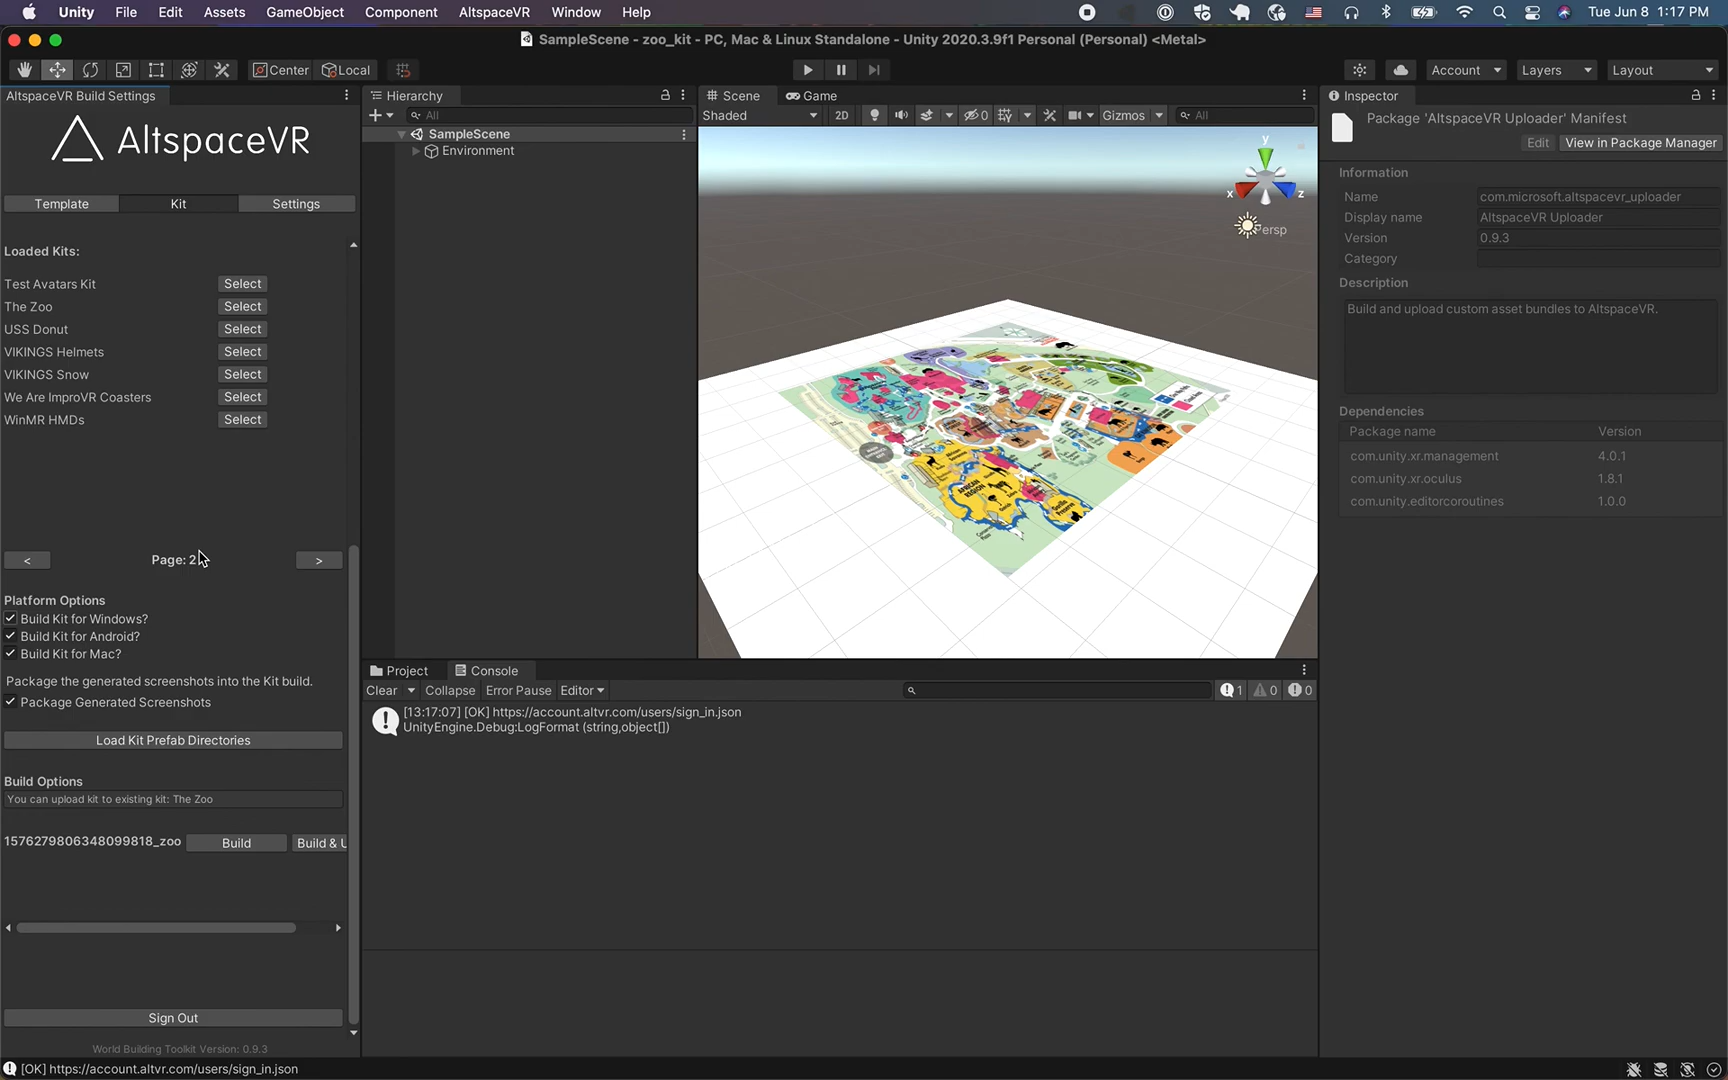 Unity File Edit Assets GameObject Component AltspaceVR Window Help
Tue Jun 8 1:17 PM
SampleScene - zoo_kit - PC, Mac & Linux Standalone - Unity 2020.3.9f1 Personal (Personal) <Metal>
Center Local Account Layers Layout
AltspaceVR Build Settings
AltspaceVR
Template Kit Settings
Loaded Kits:
Test Avatars Kit Select
The Zoo Select
USS Donut Select
VIKINGS Helmets Select
VIKINGS Snow Select
We Are ImproVR Coasters Select
WinMR HMDs Select
< Page: 2 >
Platform Options
Build Kit for Windows?
Build Kit for Android?
Build Kit for Mac?
Package the generated screenshots into the Kit build.
Package Generated Screenshots
Load Kit Prefab Directories
Build Options
You can upload kit to existing kit: The Zoo
1576279806348099818_zoo Build Build & U
Sign Out
World Building Toolkit Version: 0.9.3
Hierarchy
+ All
SampleScene
Environment
Scene Game
Shaded 2D 0 Gizmos All
y
x z
Persp
AFRICAN
REGION
Gorilla
Preserve
Project Console
Clear Collapse Error Pause Editor 1 0 0
[13:17:07] [OK] https://account.altvr.com/users/sign_in.json
UnityEngine.Debug:LogFormat (string,object[])
Inspector
Package 'AltspaceVR Uploader' Manifest
Edit View in Package Manager
Information
Name com.microsoft.altspacevr_uploader
Display name AltspaceVR Uploader
Version 0.9.3
Category
Description
Build and upload custom asset bundles to AltspaceVR.
Dependencies
Package name Version
com.unity.xr.management 4.0.1
com.unity.xr.oculus 1.8.1
com.unity.editorcoroutines 1.0.0
[OK] https://account.altvr.com/users/sign_in.json